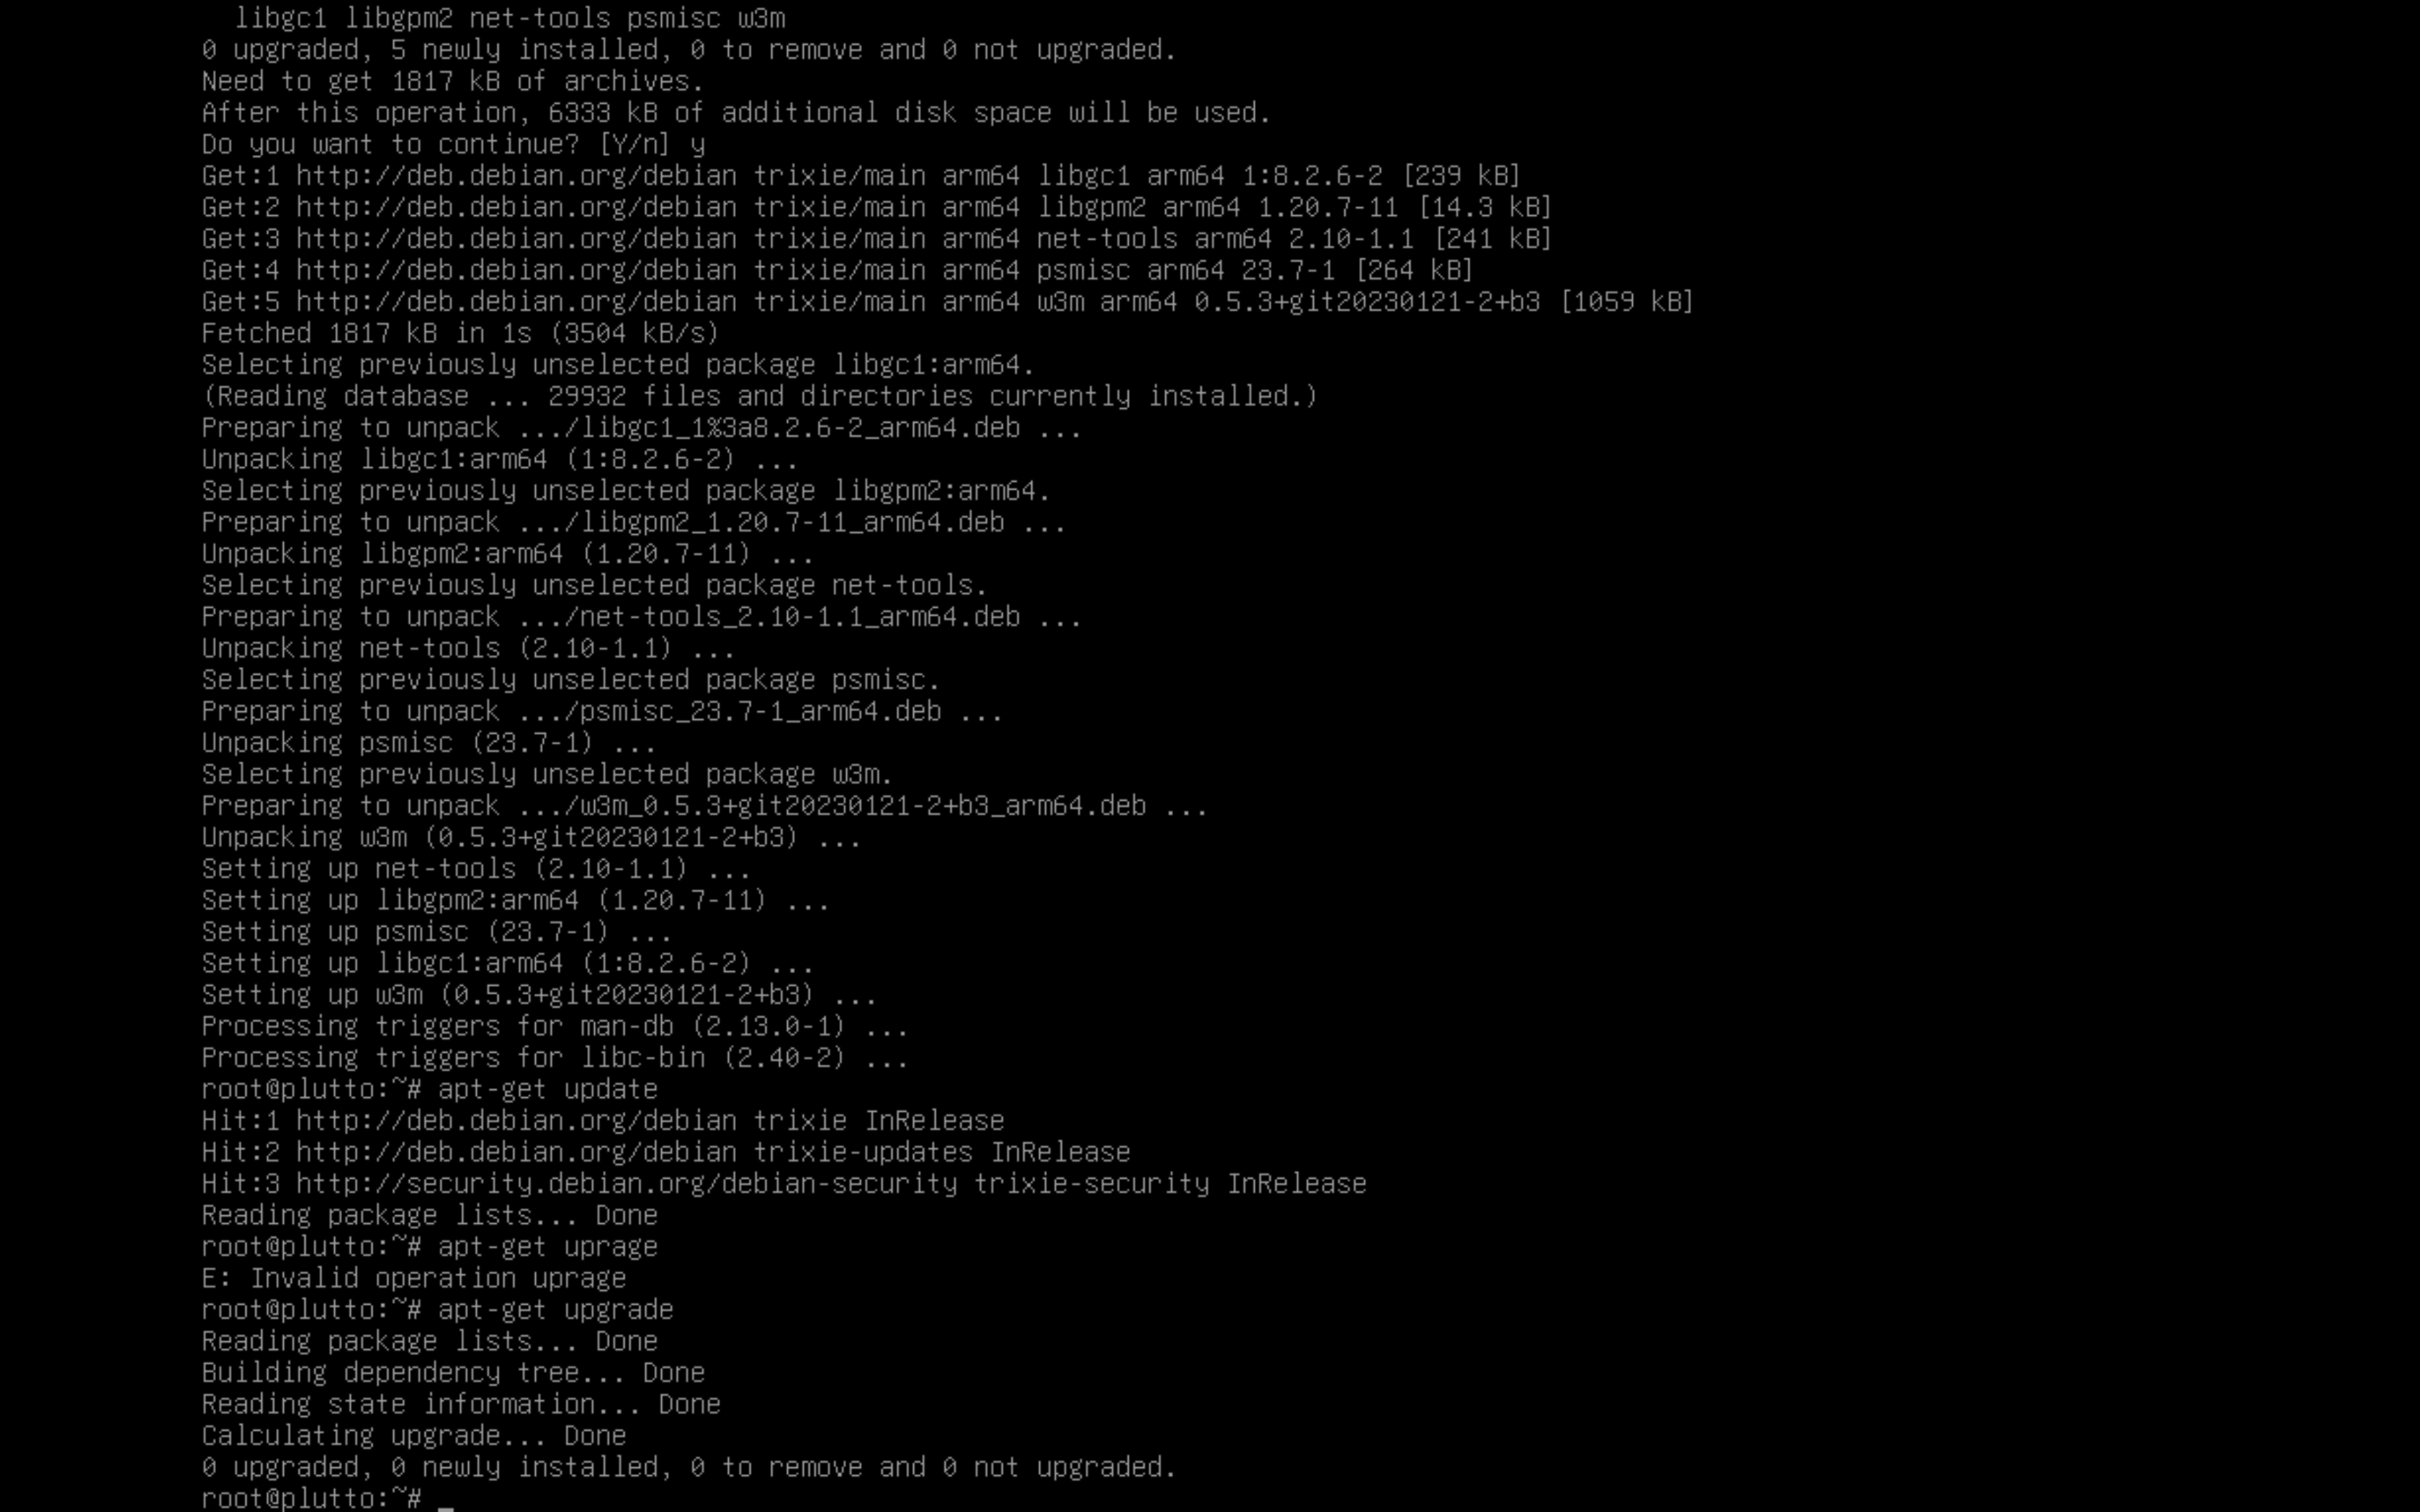 libgc1 libgpm2 net-tools psmisc w3m
0 upgraded, 5 newly installed, 0 to remove and 0 not upgraded.
Need to get 1817 kB of archives.
After this operation, 6333 kB of additional disk space will be used.
Do you want to continue? [Y/n] y
Get:1 http://deb.debian.org/debian trixie/main arm64 libgc1 arm64 1:8.2.6-2 [239 kB]
Get:2 http://deb.debian.org/debian trixie/main arm64 libgpm2 arm64 1.20.7-11 [14.3 kB]
Get:3 http://deb.debian.org/debian trixie/main arm64 net-tools arm64 2.10-1.1 [241 kB]
Get:4 http://deb.debian.org/debian trixie/main arm64 psmisc arm64 23.7-1 [264 kB]
Get:5 http://deb.debian.org/debian trixie/main arm64 w3m arm64 0.5.3+git20230121-2+b3 [1059 kB]
Fetched 1817 kB in 1s (3504 kB/s)
Selecting previously unselected package libgc1:arm64.
(Reading database ... 29932 files and directories currently installed.)
Preparing to unpack .../libgc1_1%3a8.2.6-2_arm64.deb ...
Unpacking libgc1:arm64 (1:8.2.6-2) ...
Selecting previously unselected package libgpm2:arm64.
Preparing to unpack .../libgpm2_1.20.7-11_arm64.deb ...
Unpacking libgpm2:arm64 (1.20.7-11) ...
Selecting previously unselected package net-tools.
Preparing to unpack .../net-tools_2.10-1.1_arm64.deb ...
Unpacking net-tools (2.10-1.1) ...
Selecting previously unselected package psmisc.
Preparing to unpack .../psmisc_23.7-1_arm64.deb ...
Unpacking psmisc (23.7-1) ...
Selecting previously unselected package w3m.
Preparing to unpack .../w3m_0.5.3+git20230121-2+b3_arm64.deb ...
Unpacking w3m (0.5.3+git20230121-2+b3) ...
Setting up net-tools (2.10-1.1) ...
Setting up libgpm2:arm64 (1.20.7-11) ...
Setting up psmisc (23.7-1) ...
Setting up libgc1:arm64 (1:8.2.6-2) ...
Setting up w3m (0.5.3+git20230121-2+b3) ...
Processing triggers for man-db (2.13.0-1) ...
Processing triggers for libc-bin (2.40-2) ...
root@plutto:~# apt-get update
Hit:1 http://deb.debian.org/debian trixie InRelease
Hit:2 http://deb.debian.org/debian trixie-updates InRelease
Hit:3 http://security.debian.org/debian-security trixie-security InRelease
Reading package lists... Done
root@plutto:~# apt-get uprage
E: Invalid operation uprage
root@plutto:~# apt-get upgrade
Reading package lists... Done
Building dependency tree... Done
Reading state information... Done
Calculating upgrade... Done
0 upgraded, 0 newly installed, 0 to remove and 0 not upgraded.
root@plutto:~# _